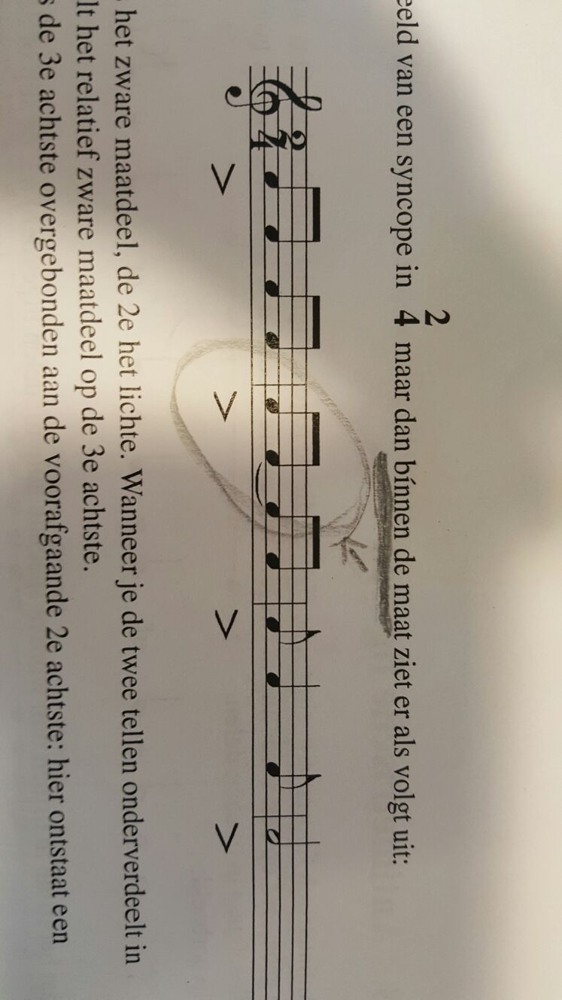 eeld van een syncope in 2/4 maar dan bínnen de maat ziet er als volgt uit:
2
4
> > > >
het zware maatdeel, de 2e het lichte. Wanneer je de twee tellen onderverdeelt in
lt het relatief zware maatdeel op de 3e achtste.
s de 3e achtste overgebonden aan de voorafgaande 2e achtste: hier ontstaat een